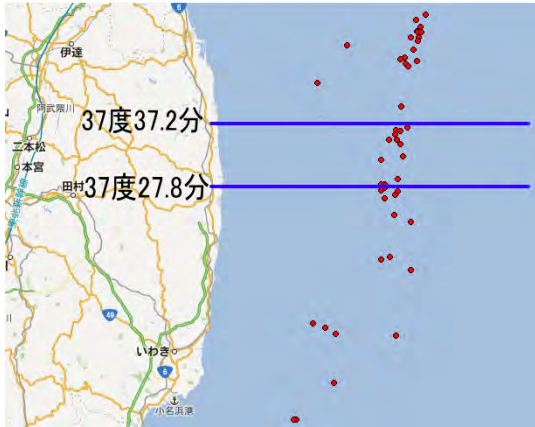 6
伊達
阿武隈川
37度37.2分
二本松
本宮
田村
37度27.8分
49
いわき
6
小名浜港